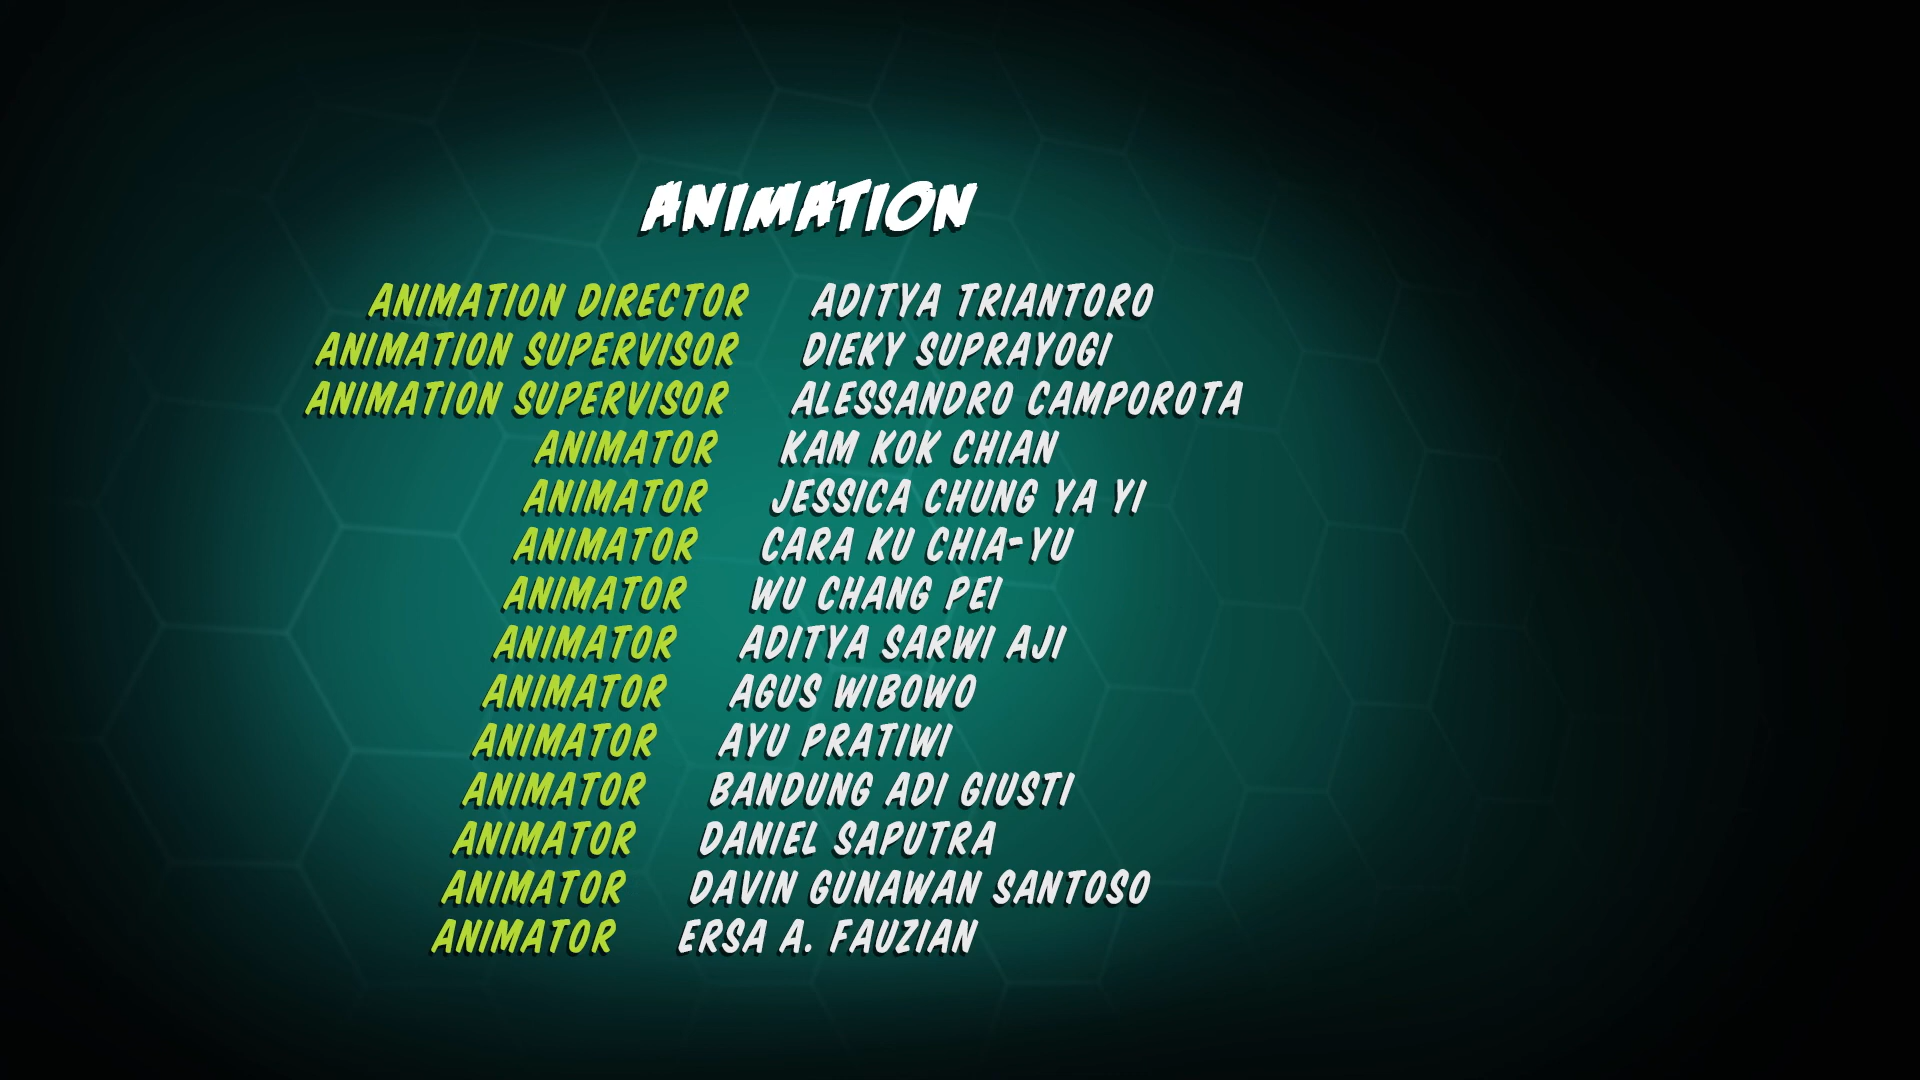 ANIMATION
ANIMATION DIRECTOR ADITYA TRIANTORO
ANIMATION SUPERVISOR DIEKY SUPRAYOGI
ANIMATION SUPERVISOR ALESSANDRO CAMPOROTA
ANIMATOR KAM KOK CHIAN
ANIMATOR JESSICA CHUNG YA YI
ANIMATOR CARA KU CHIA-YU
ANIMATOR WU CHANG PEI
ANIMATOR ADITYA SARWI AJI
ANIMATOR AGUS WIBOWO
ANIMATOR AYU PRATIWI
ANIMATOR BANDUNG ADI GIUSTI
ANIMATOR DANIEL SAPUTRA
ANIMATOR DAVIN GUNAWAN SANTOSO
ANIMATOR ERSA A. FAUZIAN